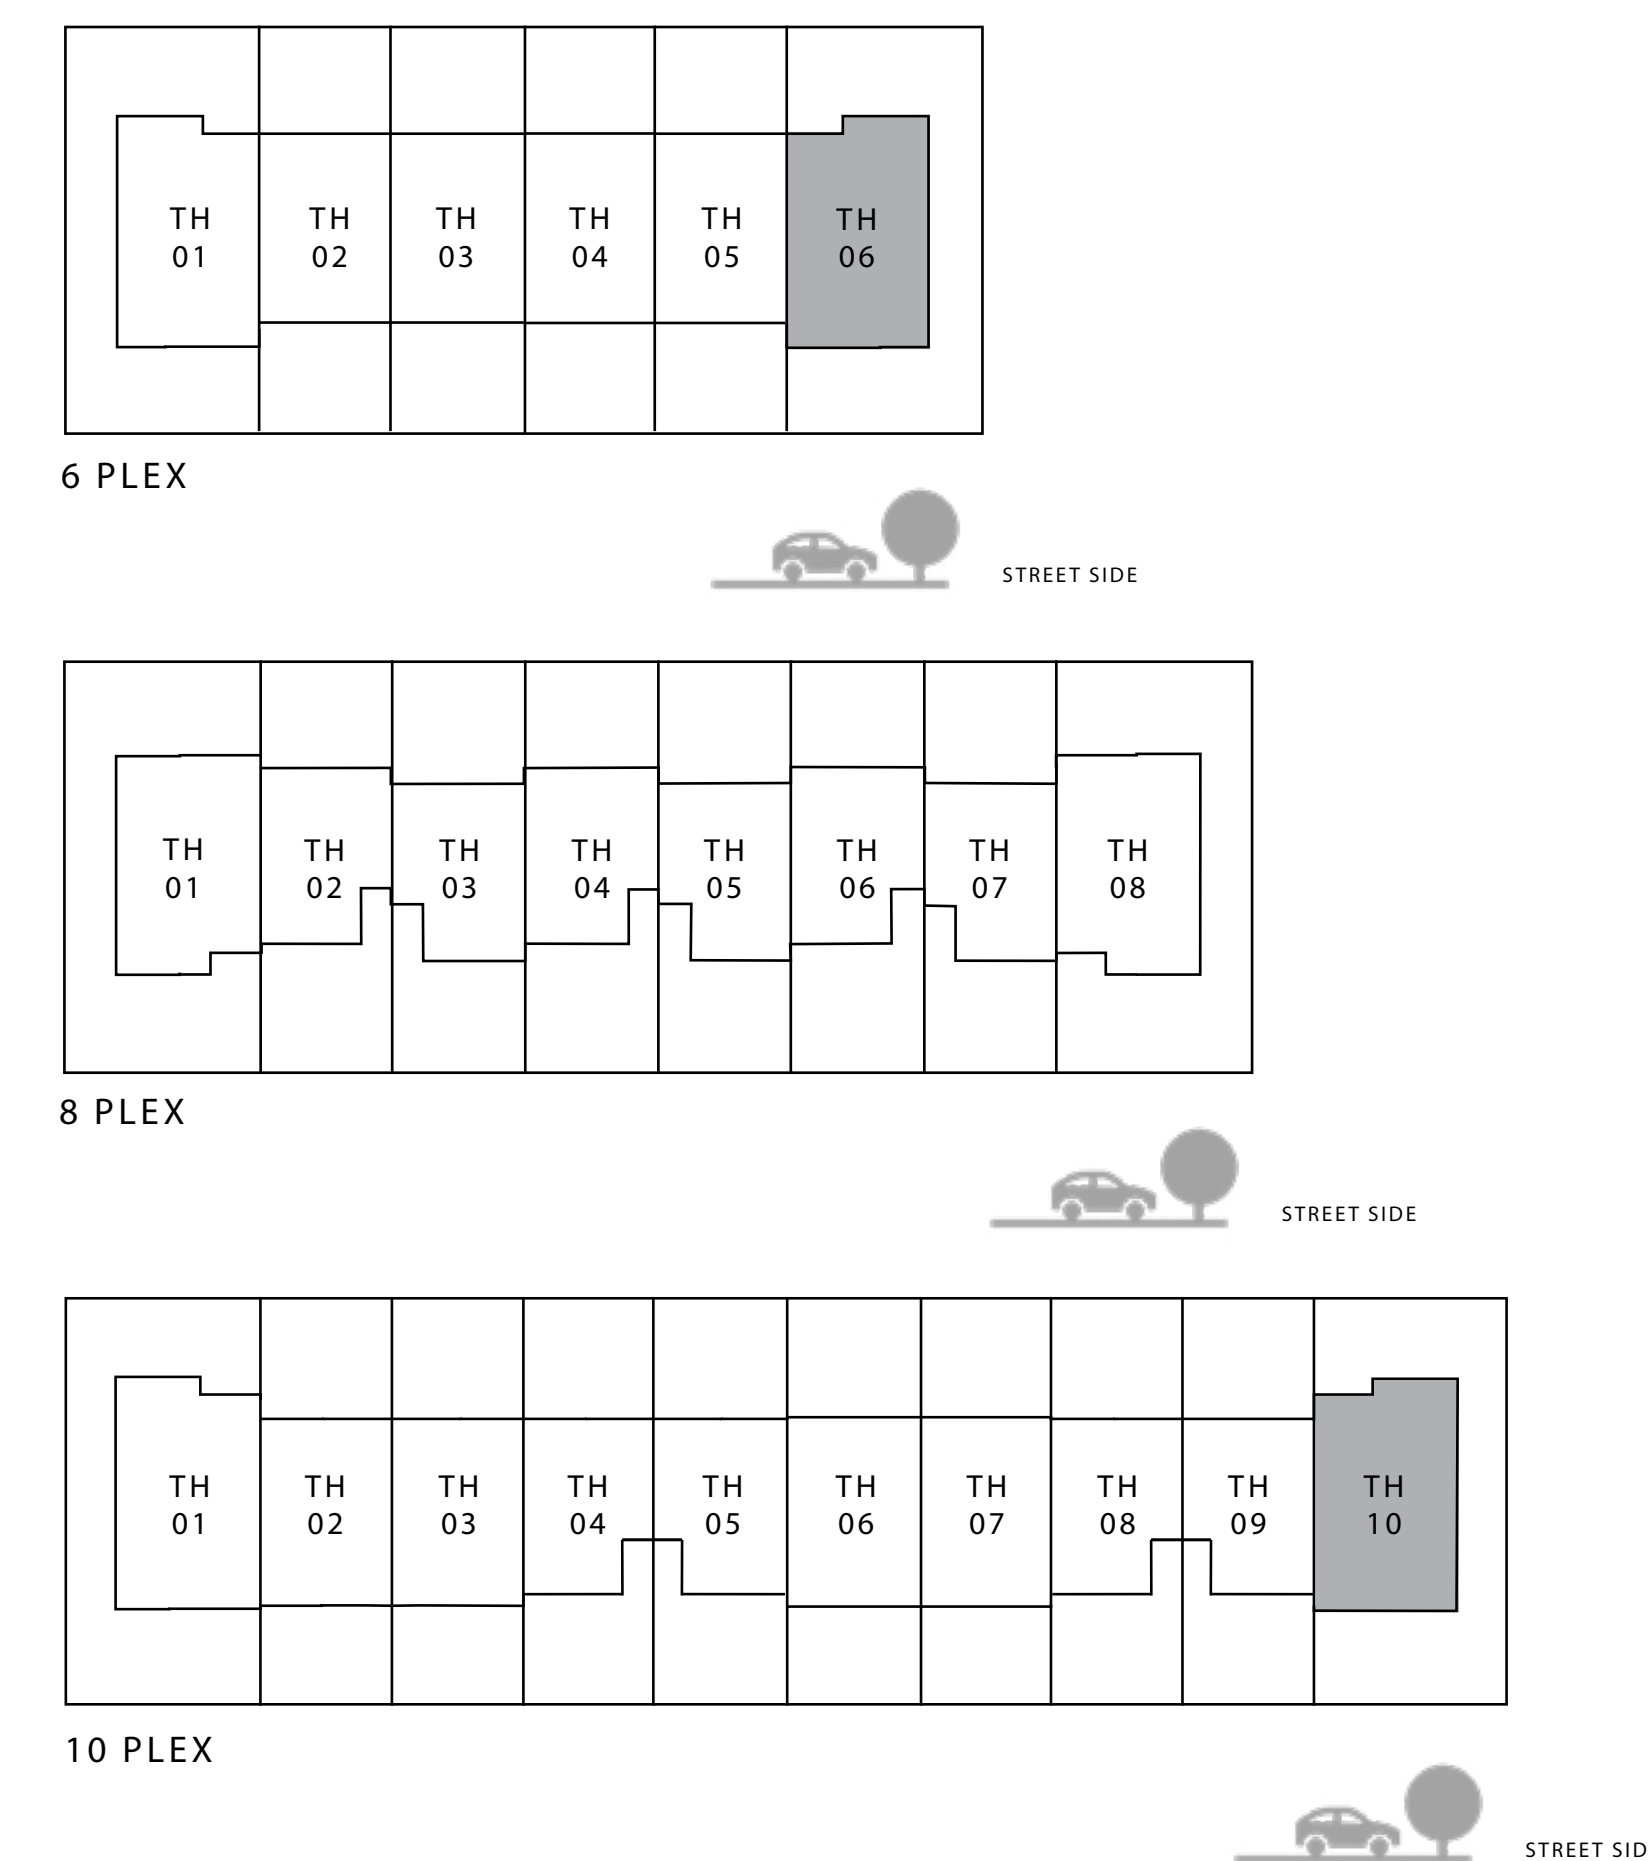 TH TH TH TH TH TH
01 02 03 04 05 06
6 PLEX
STREET SIDE
TH TH TH TH TH TH TH TH
01 02 03 04 05 06 07 08
8 PLEX
STREET SIDE
TH TH TH TH TH TH TH TH TH TH
01 02 03 04 05 06 07 08 09 10
10 PLEX
STREET SID